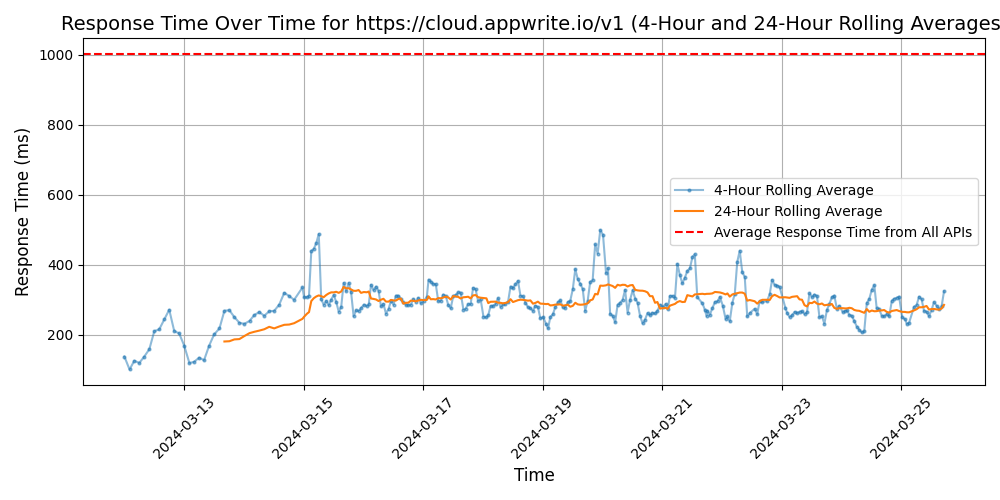 Response Time Over Time for https://cloud.appwrite.io/v1 (4-Hour and 24-Hour Rolling Averages
1000
800
600
400
200
Response Time (ms)
4-Hour Rolling Average
24-Hour Rolling Average
Average Response Time from All APIs
2024-03-13
2024-03-15
2024-03-17
2024-03-19
2024-03-21
2024-03-23
2024-03-25
Time